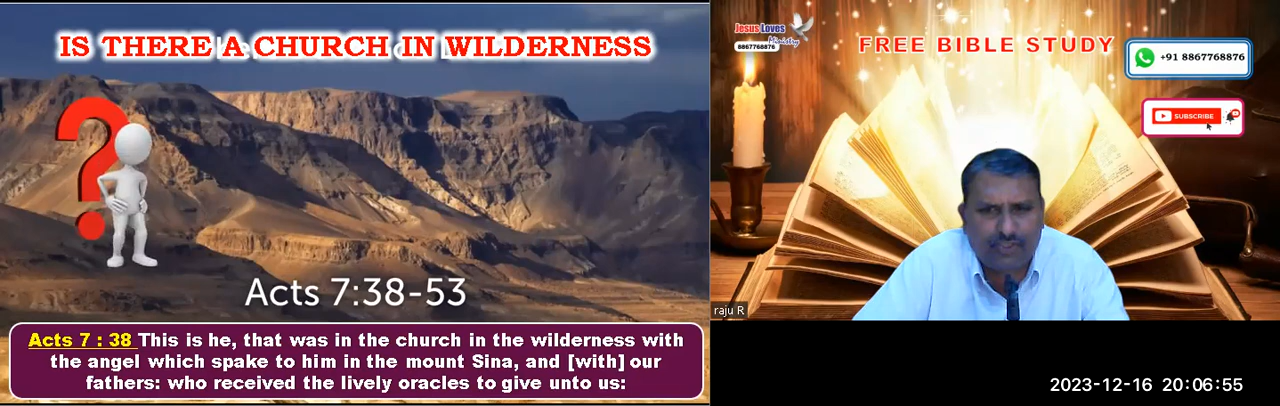 IS THERE A CHURCH IN WILDERNESS
Acts 7:38-53
Acts 7 : 38 This is he, that was in the church in the wilderness with
the angel which spake to him in the mount Sina, and [with] our
fathers: who received the lively oracles to give unto us:
Jesus Loves
Ministry
8867768876
FREE BIBLE STUDY
+91 8867768876
SUBSCRIBE
raju R
2023-12-16 20:06:55